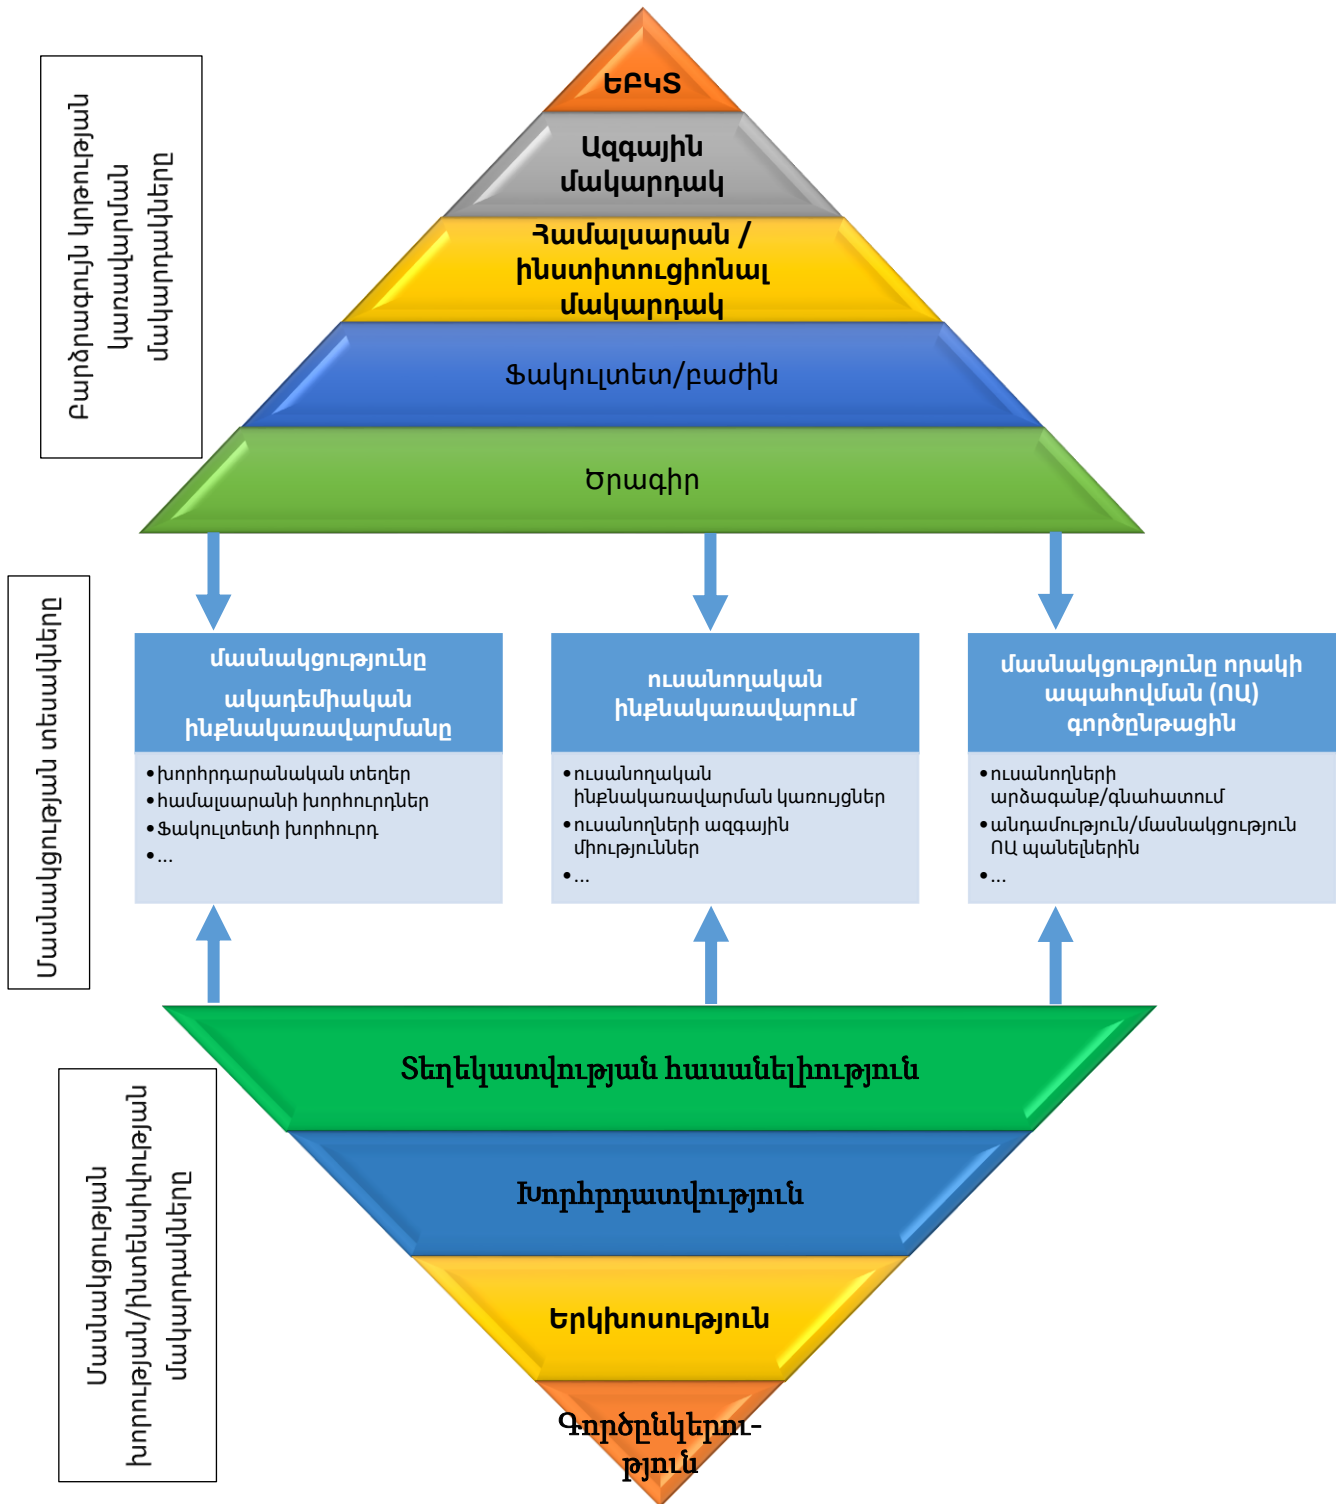 Բարձրագույն կրթության
կառավարման
մակարդակները
ԵԲԿՏ
Ազգային
մակարդակ
Համալսարան /
ինստիտուցիոնալ
մակարդակ
Ֆակուլտետ/բաժին
Ծրագիր
Մասնակցության տեսակները
մասնակցությունը
ակադեմիական
ինքնակառավարմանը
•խորհրդարանական տեղեր
•համալսարանի խորհուրդներ
•Ֆակուլտետի խորհուրդ
•...
ուսանողական
ինքնակառավարում
•ուսանողական
ինքնակառավարման կառույցներ
•ուսանողների ազգային
միություններ
•...
մասնակցությունը որակի
ապահովման (ՈԱ)
գործընթացին
•ուսանողների
արձագանք/գնահատում
•անդամություն/մասնակցություն
ՈԱ պանելներին
•...
Մասնակցության
խորության/ինտենսիվության
մակարդակները
Տեղեկատվության հասանելիություն
Խորհրդատվություն
Երկխոսություն
Գործընկերու-
թյուն